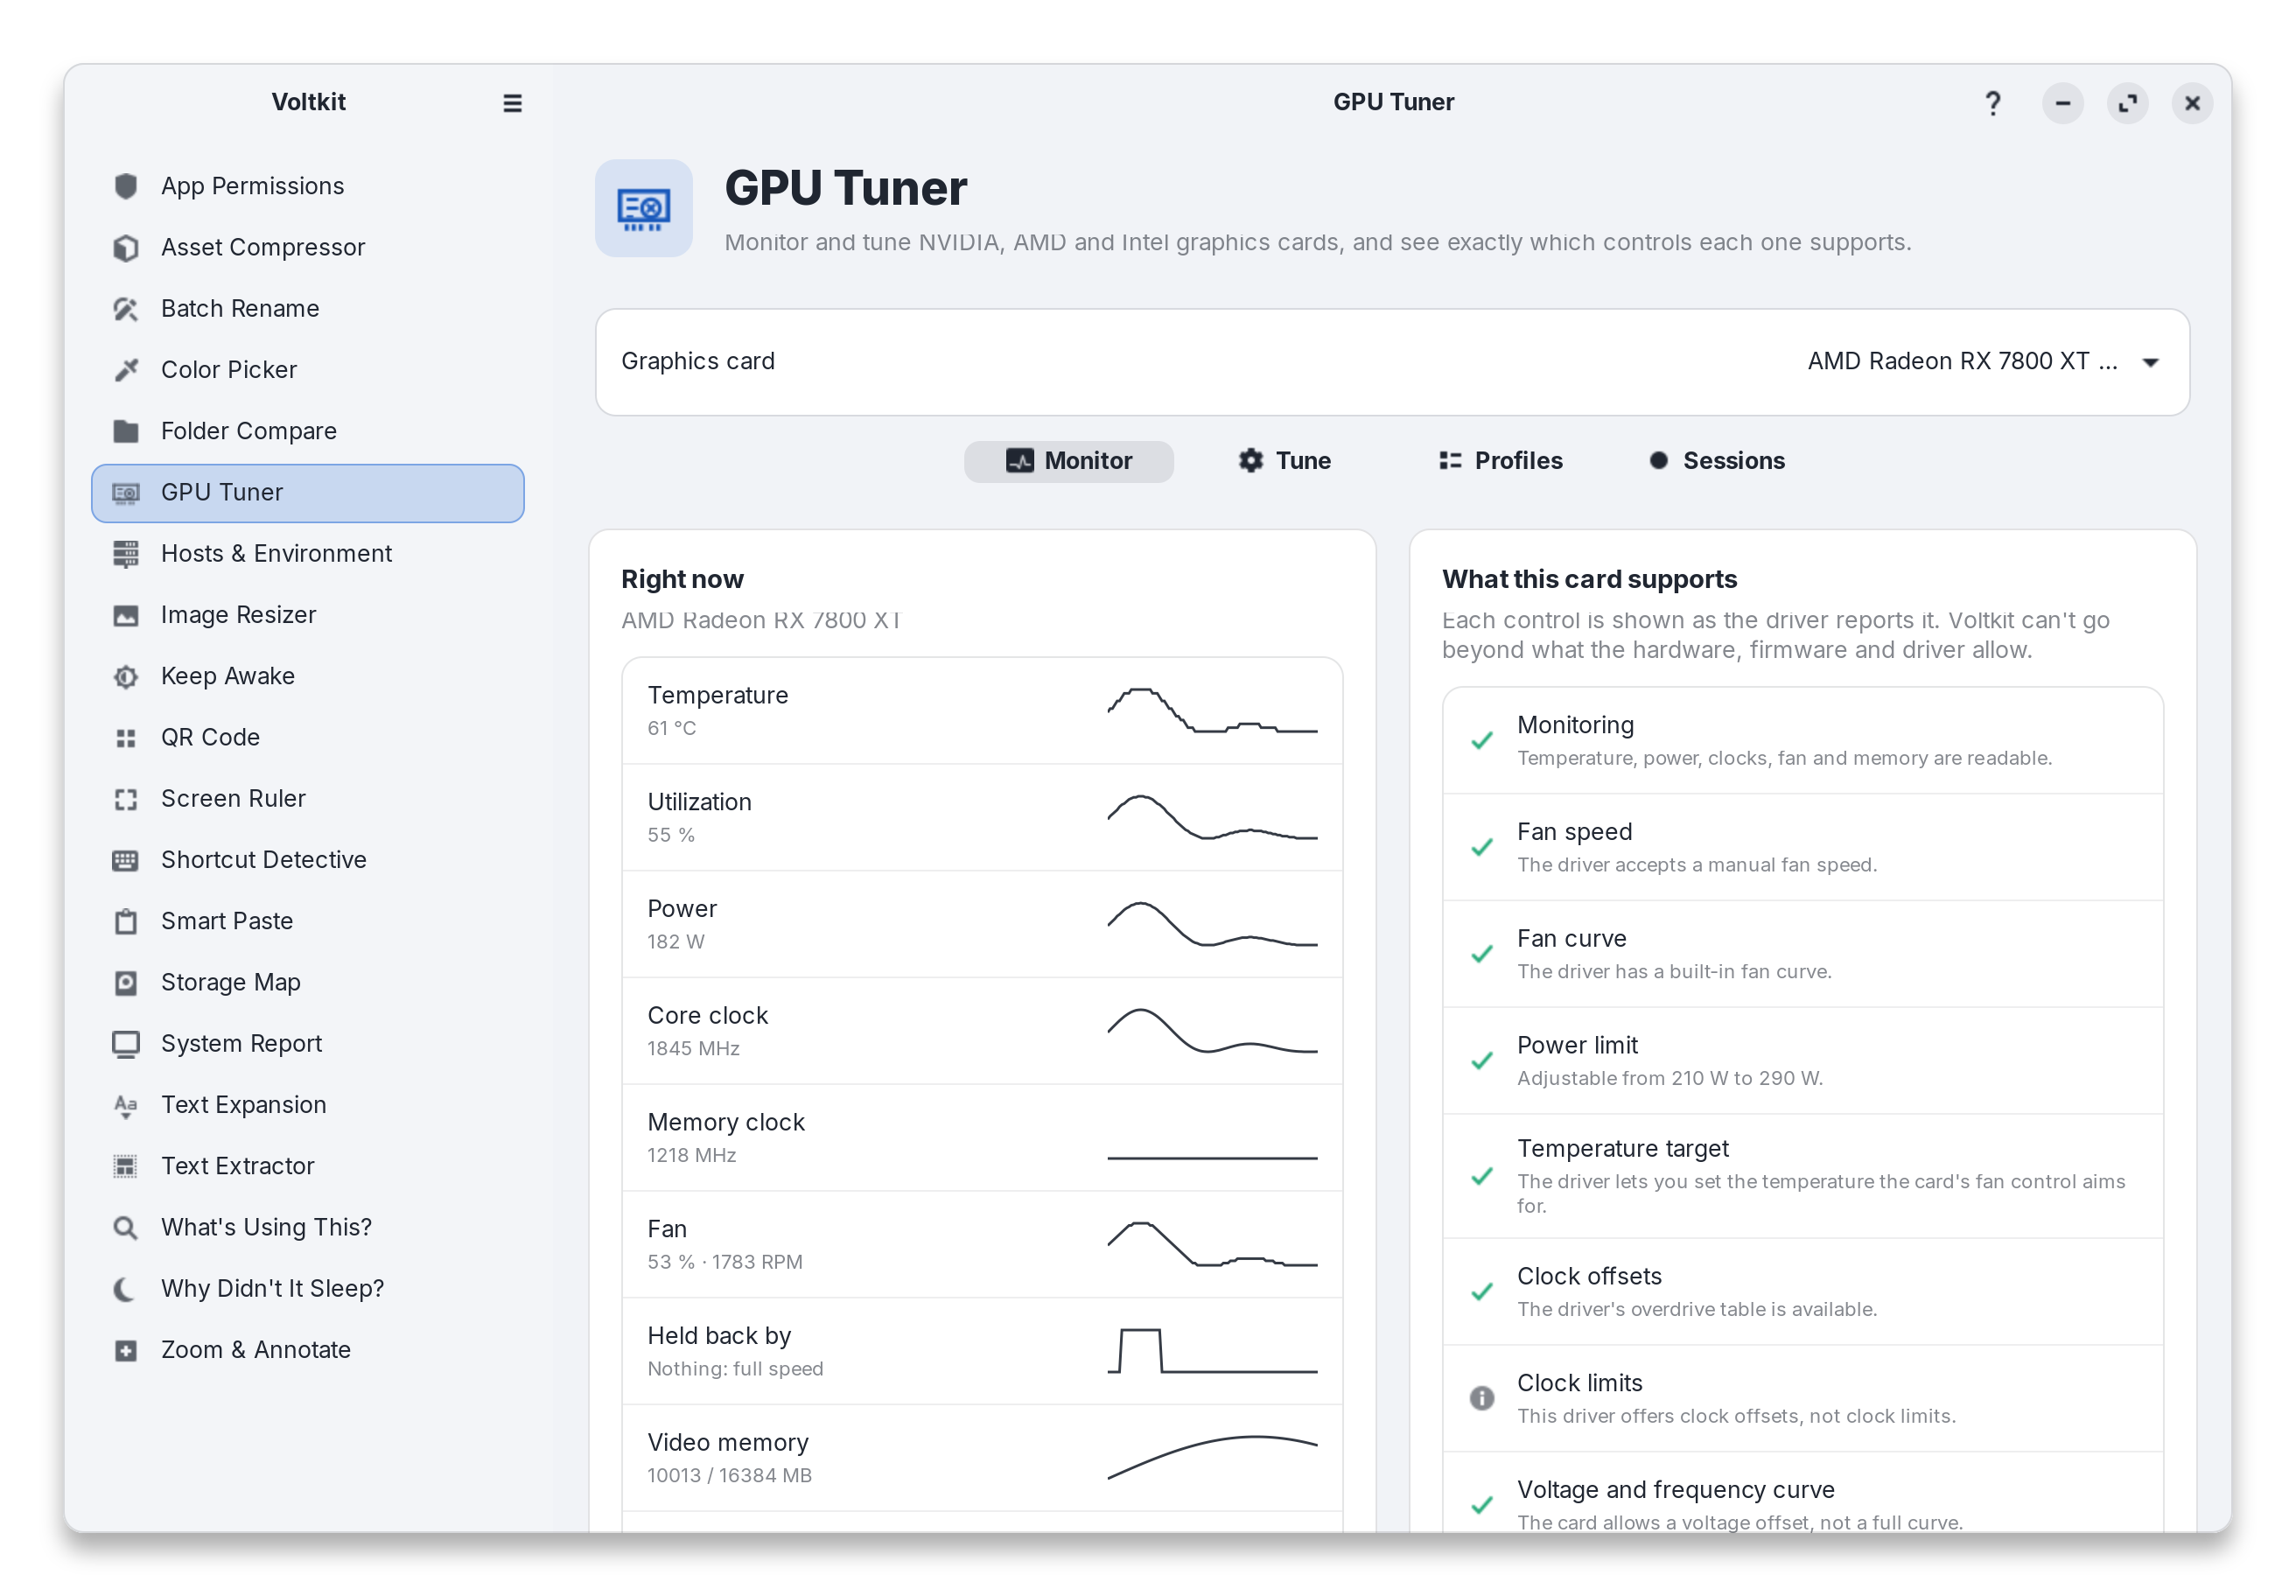 Voltkit
GPU Tuner
?
App Permissions
Asset Compressor
Batch Rename
Color Picker
Folder Compare
GPU Tuner
Hosts & Environment
Image Resizer
Keep Awake
QR Code
Screen Ruler
Shortcut Detective
Smart Paste
Storage Map
System Report
Text Expansion
Text Extractor
What's Using This?
Why Didn't It Sleep?
Zoom & Annotate
GPU Tuner
Monitor and tune NVIDIA, AMD and Intel graphics cards, and see exactly which controls each one supports.
Graphics card
AMD Radeon RX 7800 XT ...
Monitor
Tune
Profiles
Sessions
Right now
AMD Radeon RX 7800 XT
Temperature
61 °C
Utilization
55 %
Power
182 W
Core clock
1845 MHz
Memory clock
1218 MHz
Fan
53 % · 1783 RPM
Held back by
Nothing: full speed
Video memory
10013 / 16384 MB
What this card supports
Each control is shown as the driver reports it. Voltkit can't go
beyond what the hardware, firmware and driver allow.
Monitoring
Temperature, power, clocks, fan and memory are readable.
Fan speed
The driver accepts a manual fan speed.
Fan curve
The driver has a built-in fan curve.
Power limit
Adjustable from 210 W to 290 W.
Temperature target
The driver lets you set the temperature the card's fan control aims
for.
Clock offsets
The driver's overdrive table is available.
Clock limits
This driver offers clock offsets, not clock limits.
Voltage and frequency curve
The card allows a voltage offset, not a full curve.